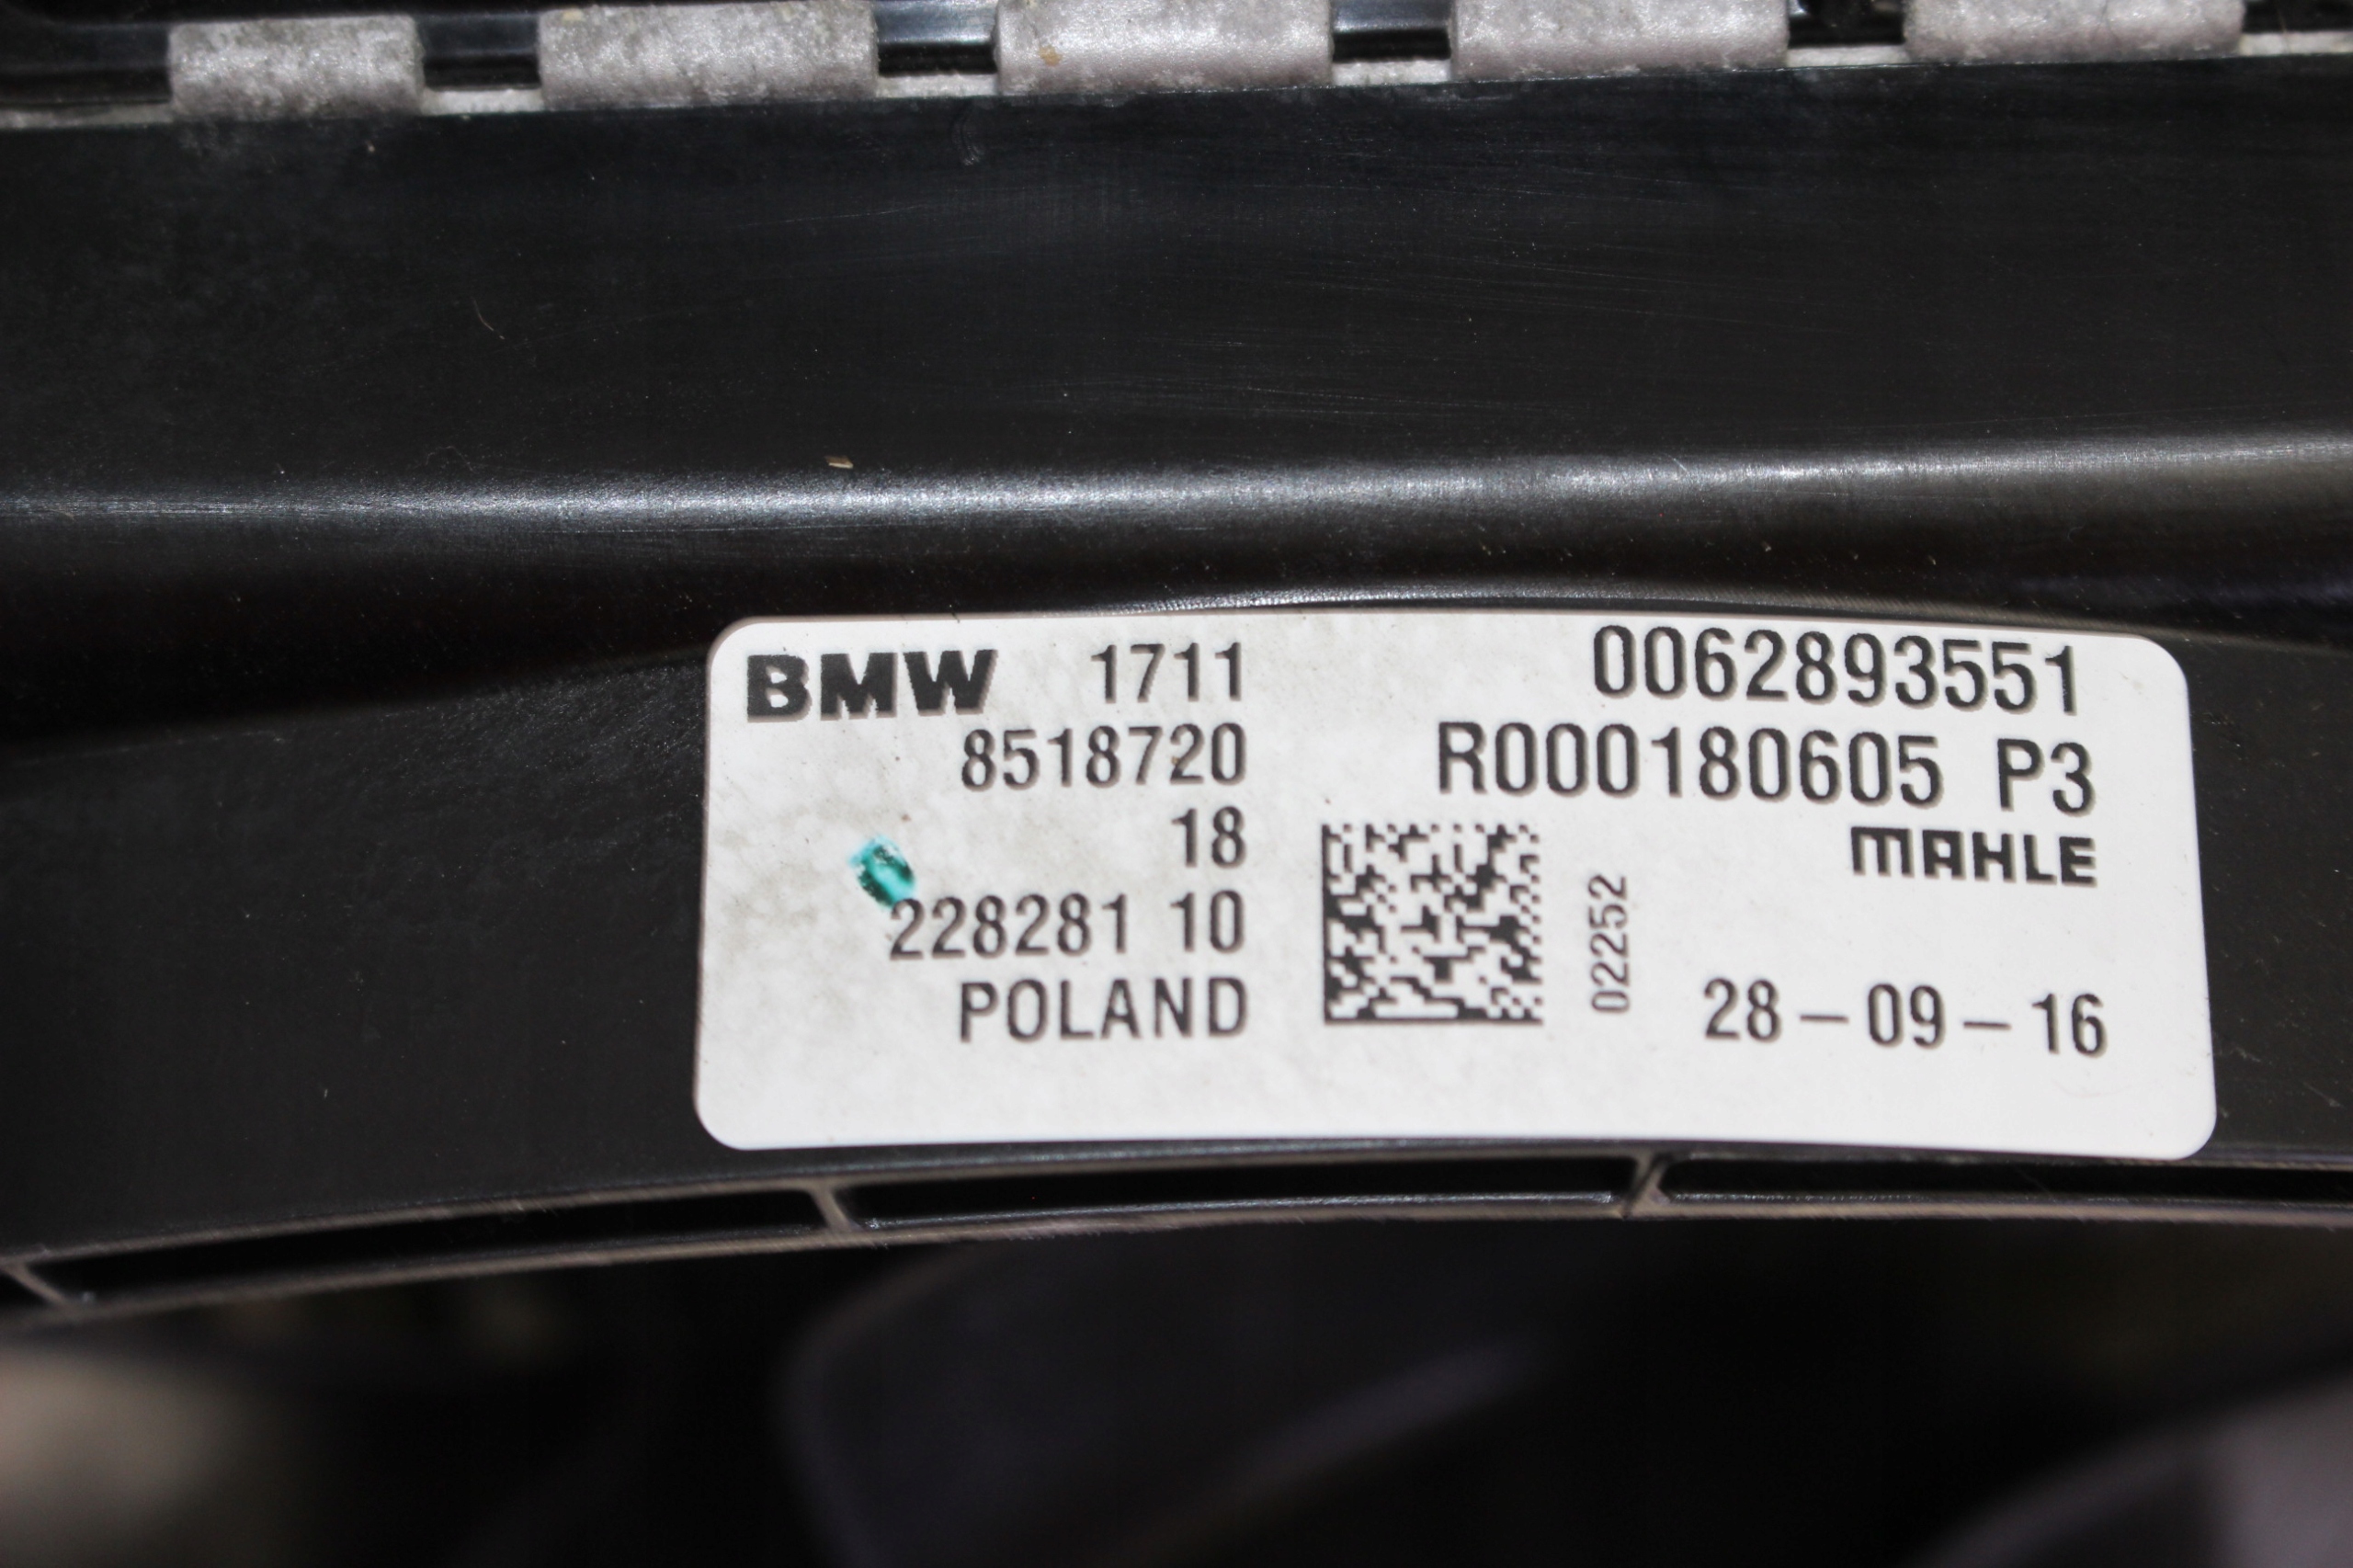 BMW 1711
8518720
18
228281 10
POLAND
0062893551
R000180605 P3
MAHLE
02252
28-09-16